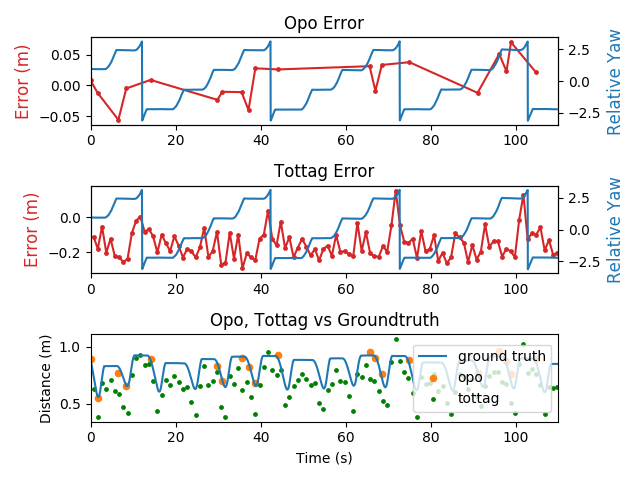 Opo Error
Error (m)
0.05
0.00
−0.05
2.5
0.0
−2.5
Relative Yaw
0 20 40 60 80 100
Tottag Error
Error (m)
0.0
−0.2
2.5
0.0
−2.5
Relative Yaw
0 20 40 60 80 100
Opo, Tottag vs Groundtruth
Distance (m)
1.0
0.5
ground truth
opo
tottag
0 20 40 60 80 100
Time (s)